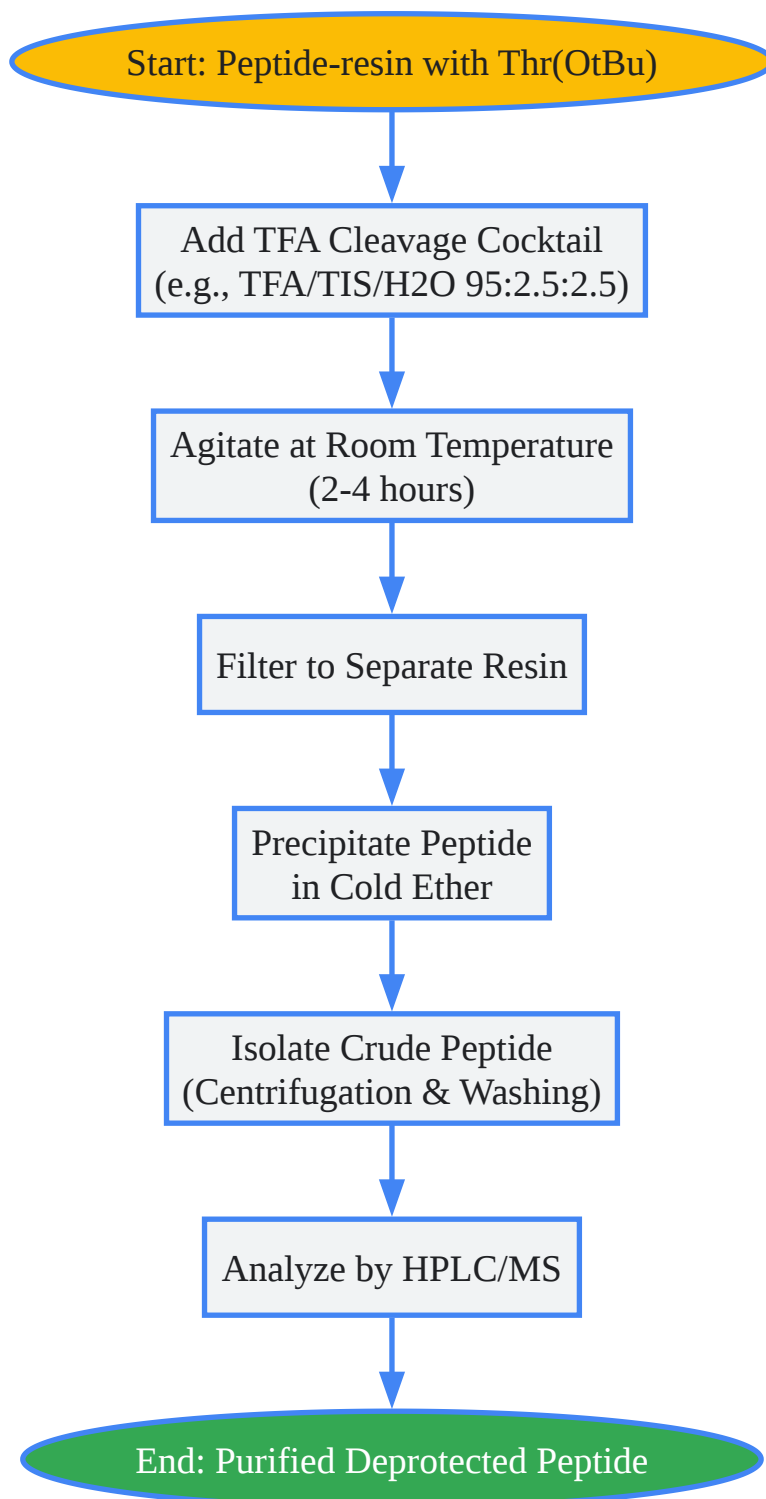 Start: Peptide-resin with Thr(OtBu)
Add TFA Cleavage Cocktail
(e.g., TFA/TIS/H2O 95:2.5:2.5)
Agitate at Room Temperature
(2-4 hours)
Filter to Separate Resin
Precipitate Peptide
in Cold Ether
Isolate Crude Peptide
(Centrifugation & Washing)
Analyze by HPLC/MS
End: Purified Deprotected Peptide